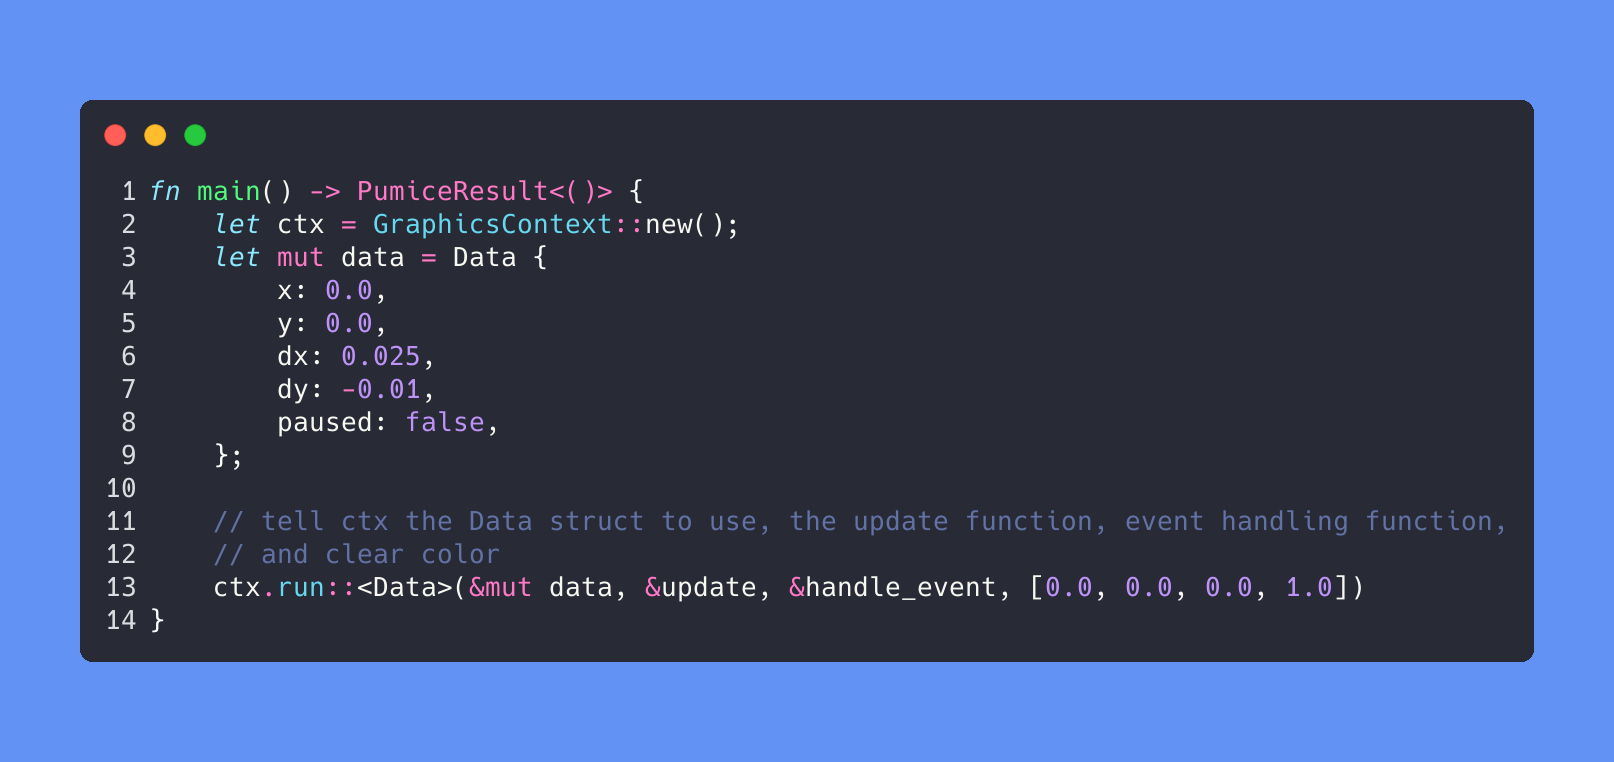 1 fn main() -> PumiceResult<()> {
2     let ctx = GraphicsContext::new();
3     let mut data = Data {
4         x: 0.0,
5         y: 0.0,
6         dx: 0.025,
7         dy: -0.01,
8         paused: false,
9     };
10
11     // tell ctx the Data struct to use, the update function, event handling function,
12     // and clear color
13     ctx.run::<Data>(&mut data, &update, &handle_event, [0.0, 0.0, 0.0, 1.0])
14 }